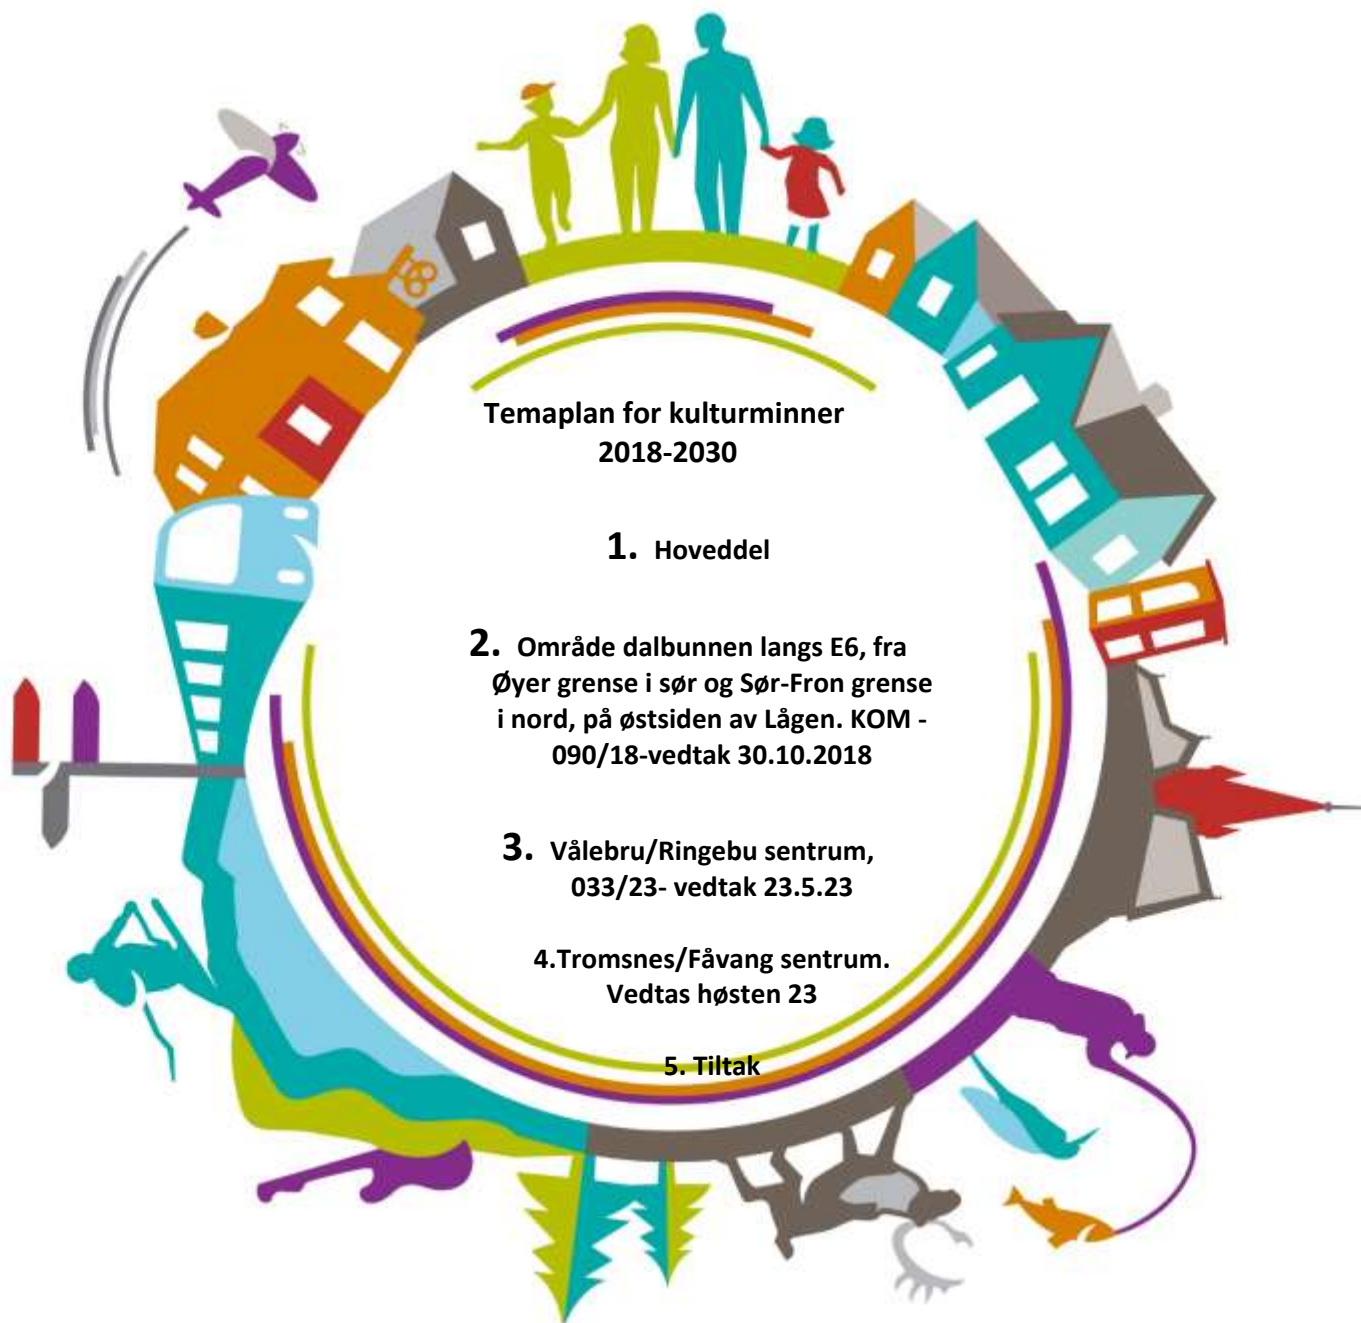 Temaplan for kulturminner
2018-2030
1. Hoveddel
2. Område dalbunnen langs E6, fra
Øyer grense i sør og Sør-Fron grense
i nord, på østsiden av Lågen. KOM -
090/18-vedtak 30.10.2018
3. Vålebru/Ringebu sentrum,
033/23- vedtak 23.5.23
4.Tromsnes/Fåvang sentrum.
Vedtas høsten 23
5. Tiltak